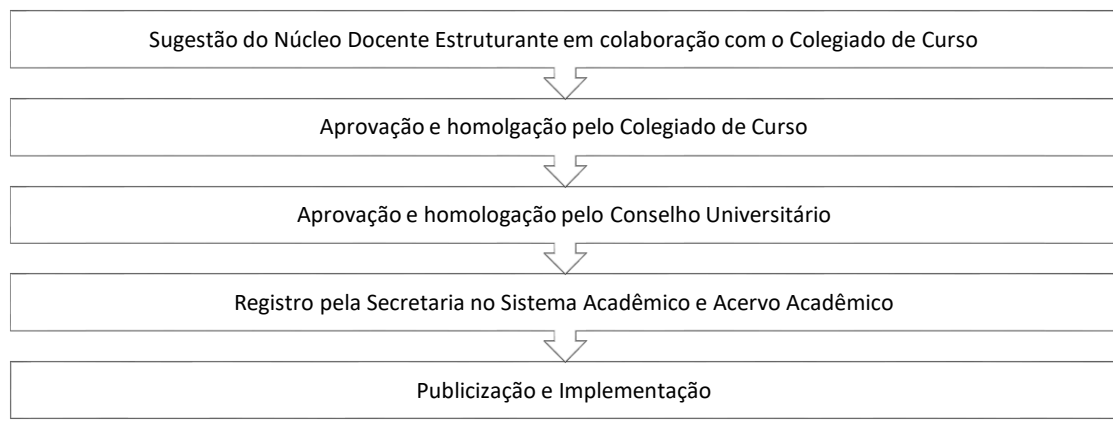 Sugestão do Núcleo Docente Estruturante em colaboração com o Colegiado de Curso
Aprovação e homolgação pelo Colegiado de Curso
Aprovação e homologação pelo Conselho Universitário
Registro pela Secretaria no Sistema Acadêmico e Acervo Acadêmico
Publicização e Implementação